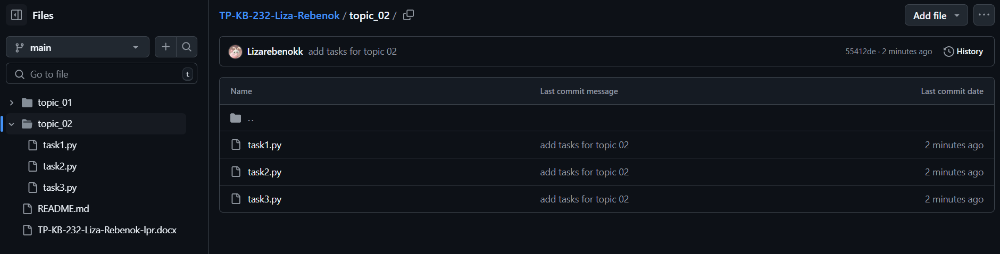 Files
main
Go to file
t
topic_01
topic_02
task1.py
task2.py
task3.py
README.md
TP-KB-232-Liza-Rebenok-lpr.docx
TP-KB-232-Liza-Rebenok / topic_02 /
Add file
Lizarebenokk add tasks for topic 02
55412de · 2 minutes ago
History
Name Last commit message Last commit date
..
task1.py add tasks for topic 02 2 minutes ago
task2.py add tasks for topic 02 2 minutes ago
task3.py add tasks for topic 02 2 minutes ago